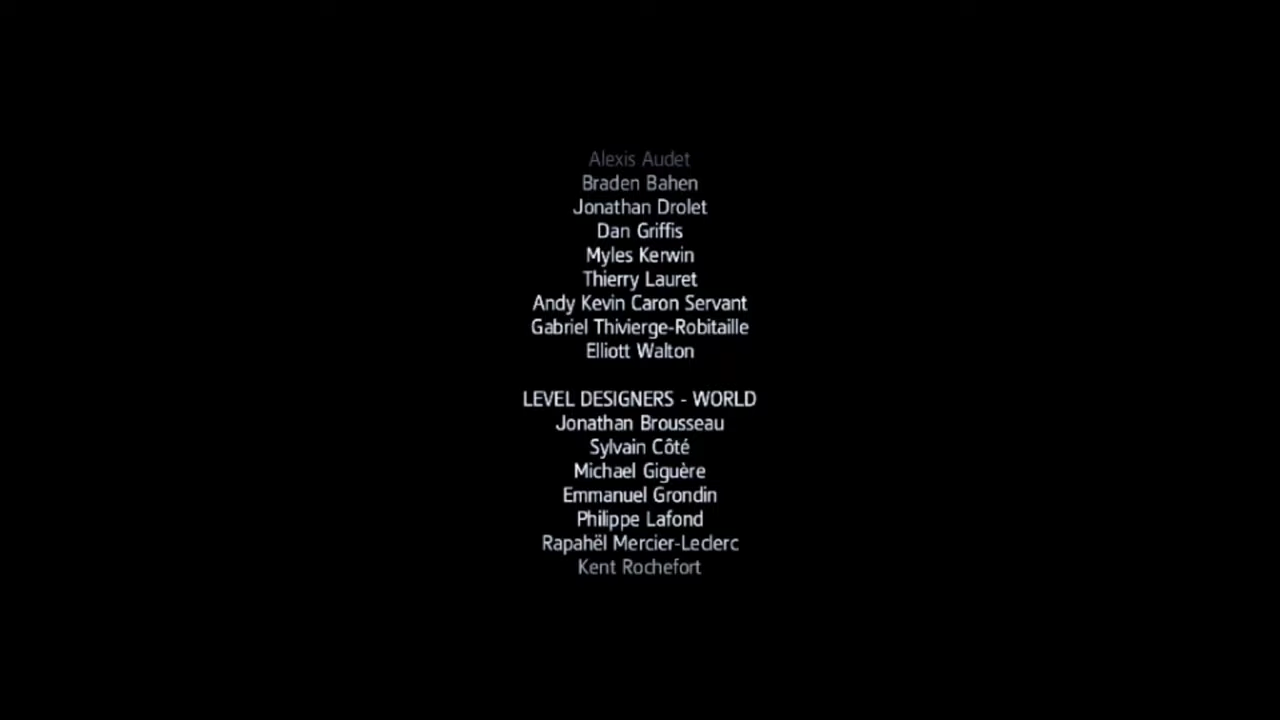 Alexis Audet
Braden Bahen
Jonathan Drolet
Dan Griffis
Myles Kerwin
Thierry Lauret
Andy Kevin Caron Servant
Gabriel Thivierge-Robitaille
Elliott Walton
LEVEL DESIGNERS - WORLD
Jonathan Brousseau
Sylvain Côté
Michael Giguère
Emmanuel Grondin
Philippe Lafond
Rapahël Mercier-Leclerc
Kent Rochefort